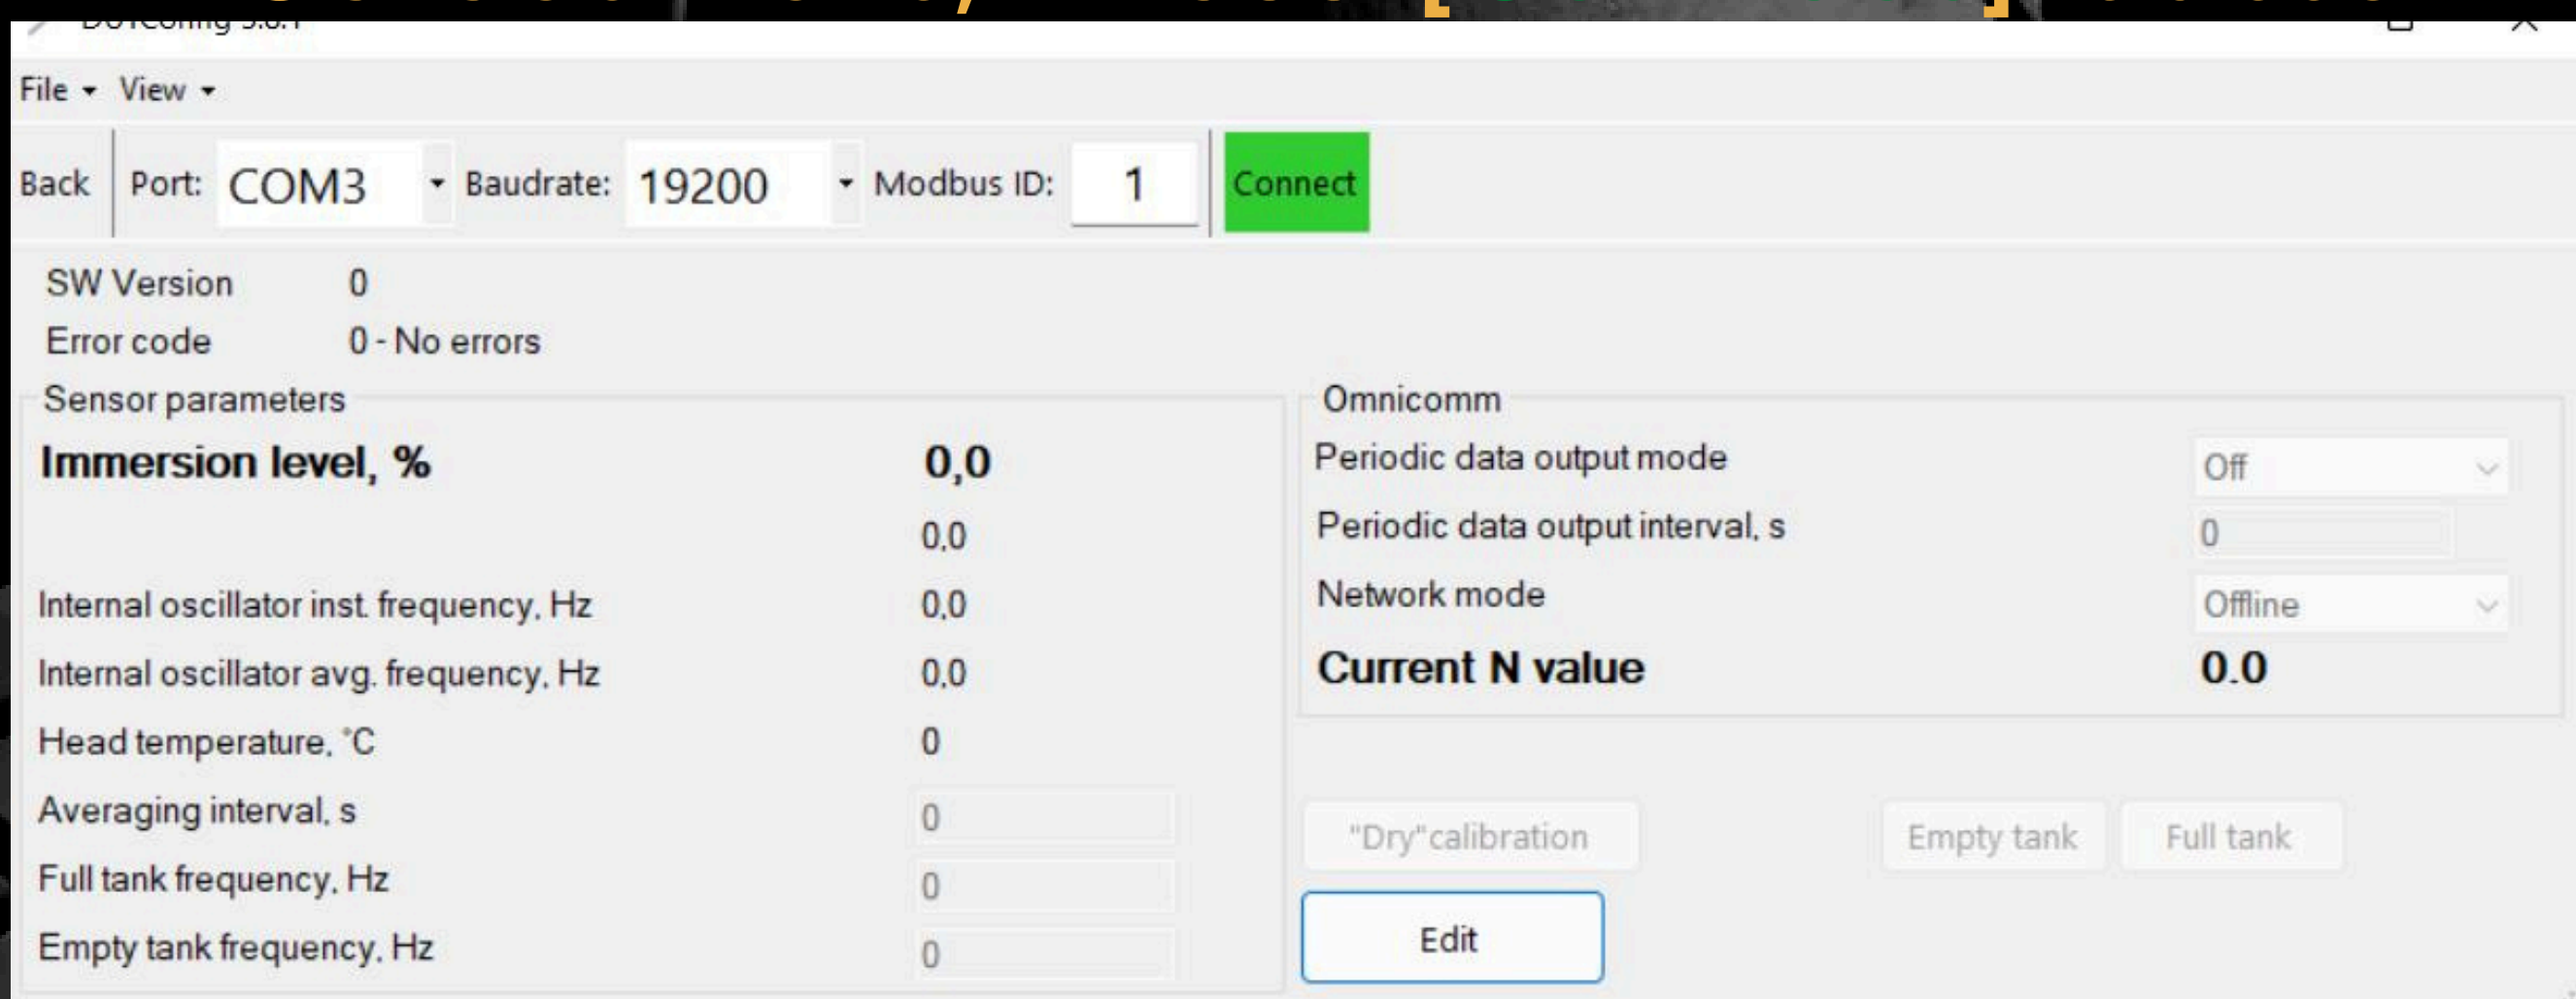 File View
Back Port: COM3 Baudrate: 19200 Modbus ID: 1 Connect
SW Version 0
Error code 0 - No errors
Sensor parameters
Immersion level, % 0,0
0,0
Internal oscillator inst. frequency, Hz 0,0
Internal oscillator avg. frequency, Hz 0,0
Head temperature, °C 0
Averaging interval, s 0
Full tank frequency, Hz 0
Empty tank frequency, Hz 0
Omnicomm
Periodic data output mode Off
Periodic data output interval, s 0
Network mode Offline
Current N value 0.0
"Dry"calibration Empty tank Full tank
Edit